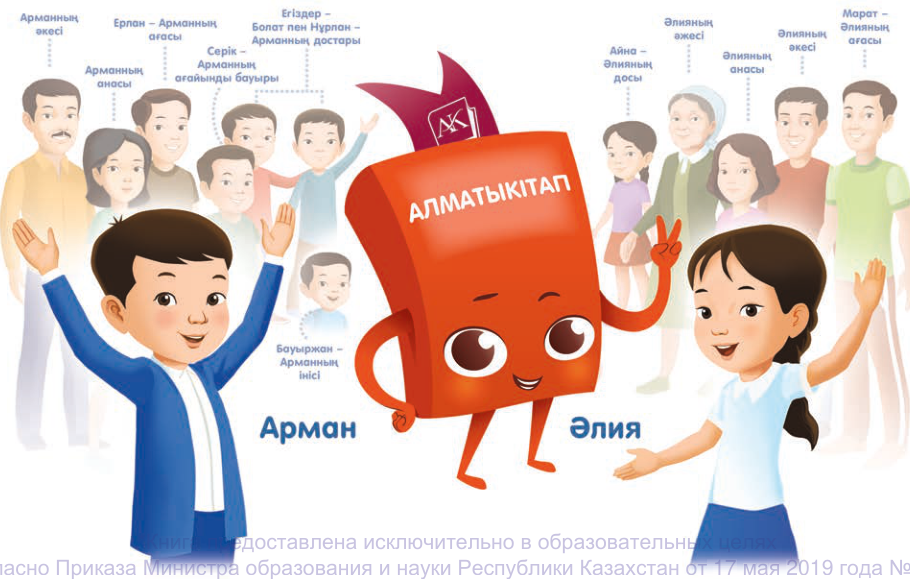 Арманның
әкесі
Ерлан – Арманның
ағасы
Арманның
анасы
Серік –
Арманның
ағайынды бауыры
Егіздер –
Болат пен Нұрлан –
Арманның достары
Айна –
Әлияның
досы
Әлияның
әжесі
Әлияның
анасы
Әлияның
әкесі
Марат –
Әлияның
ағасы
АК
АЛМАТЫКІТАП
Бауыржан –
Арманның
інісі
Арман
Әлия
предоставлена исключительно в образовательных целях
Приказа Министра образования и науки Республики Казахстан от 17 мая 2019 года №